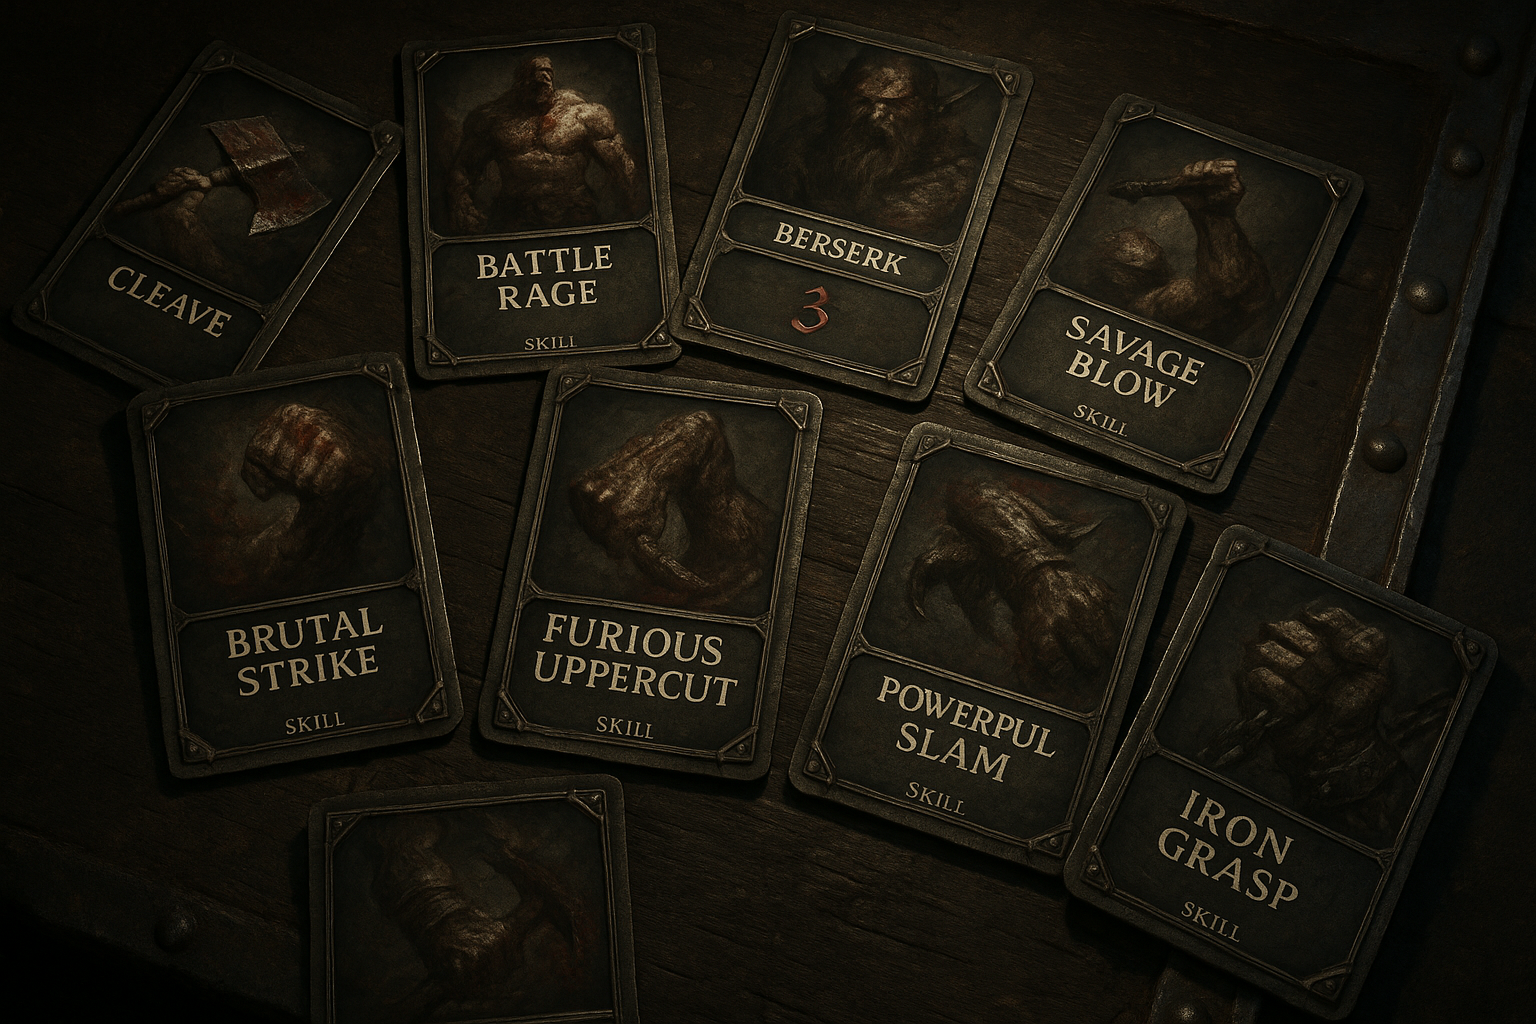 CLEAVE
BATTLE
RAGE
SKILL
BERSERK
3
SAVAGE
BLOW
SKILL
BRUTAL
STRIKE
SKILL
FURIOUS
UPPERCUT
SKILL
POWERPUL
SLAM
SKILL
IRON
GRASP
SKILL